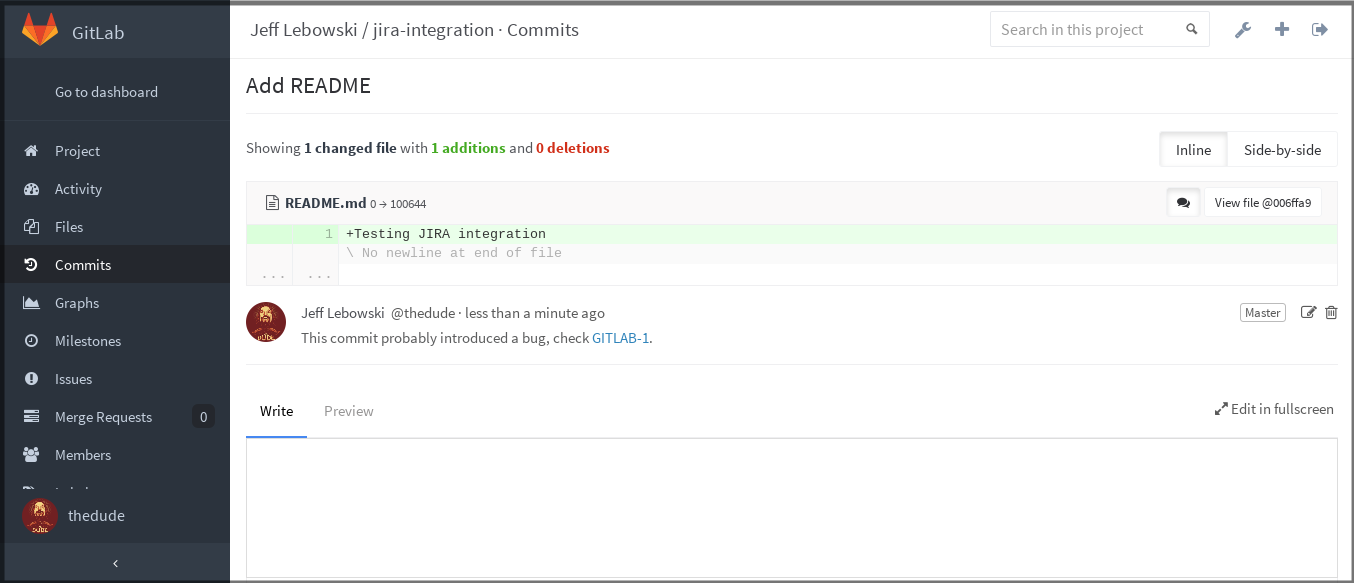 GitLab
Jeff Lebowski / jira-integration · Commits
Search in this project
Go to dashboard
Project
Activity
Files
Commits
Graphs
Milestones
Issues
Merge Requests 0
Members
thedude
Add README
Showing 1 changed file with 1 additions and 0 deletions
Inline Side-by-side
README.md 0 → 100644
View file @006ffa9
1 +Testing JIRA integration
\ No newline at end of file
... ...
Jeff Lebowski @thedude · less than a minute ago
Master
This commit probably introduced a bug, check GITLAB-1.
Write Preview
Edit in fullscreen